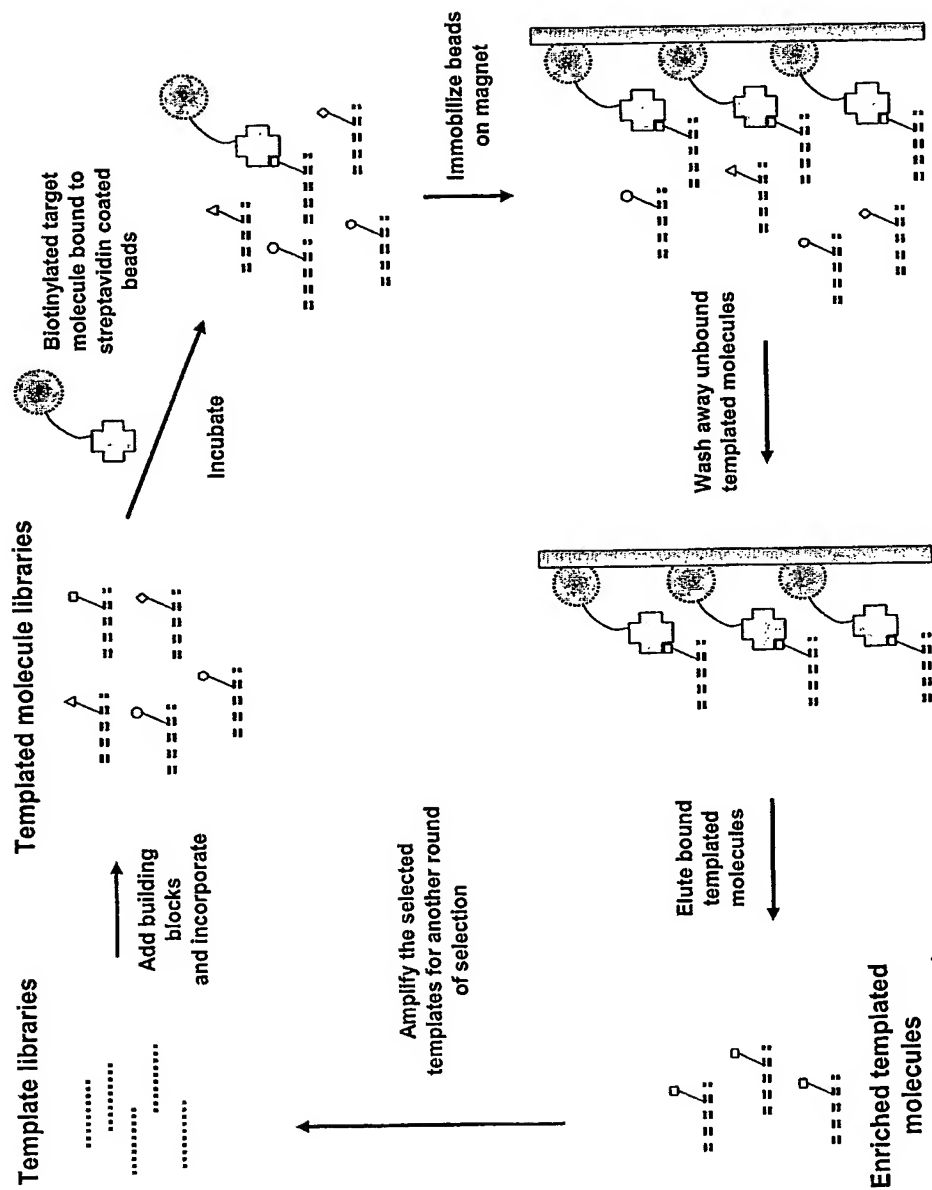 Template libraries
Add building
blocks
and incorporate
Templated molecule libraries
Biotinylated target
molecule bound to
streptavidin coated
beads
Incubate
Immobilize beads
on magnet
Wash away unbound
templated molecules
Elute bound
templated
molecules
Enriched templated
molecules
Amplify the selected
templates for another round
of selection